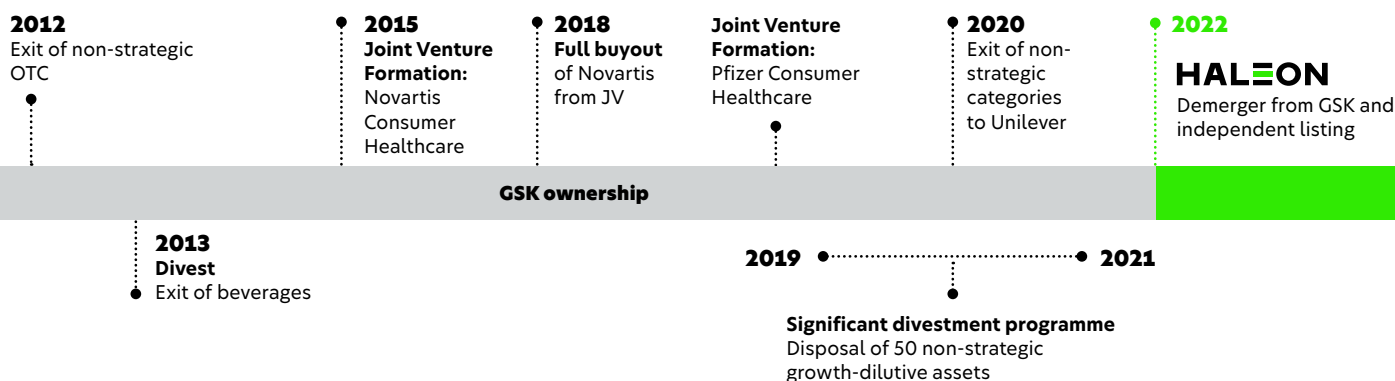 2012
Exit of non-strategic
OTC
2015
Joint Venture
Formation:
Novartis
Consumer
Healthcare
2018
Full buyout
of Novartis
from JV
Joint Venture
Formation:
Pfizer Consumer
Healthcare
2020
Exit of non-
strategic
categories
to Unilever
2022
HALEON
Demerger from GSK and
independent listing
GSK ownership
2013
Divest
Exit of beverages
2019
2021
Significant divestment programme
Disposal of 50 non-strategic
growth-dilutive assets